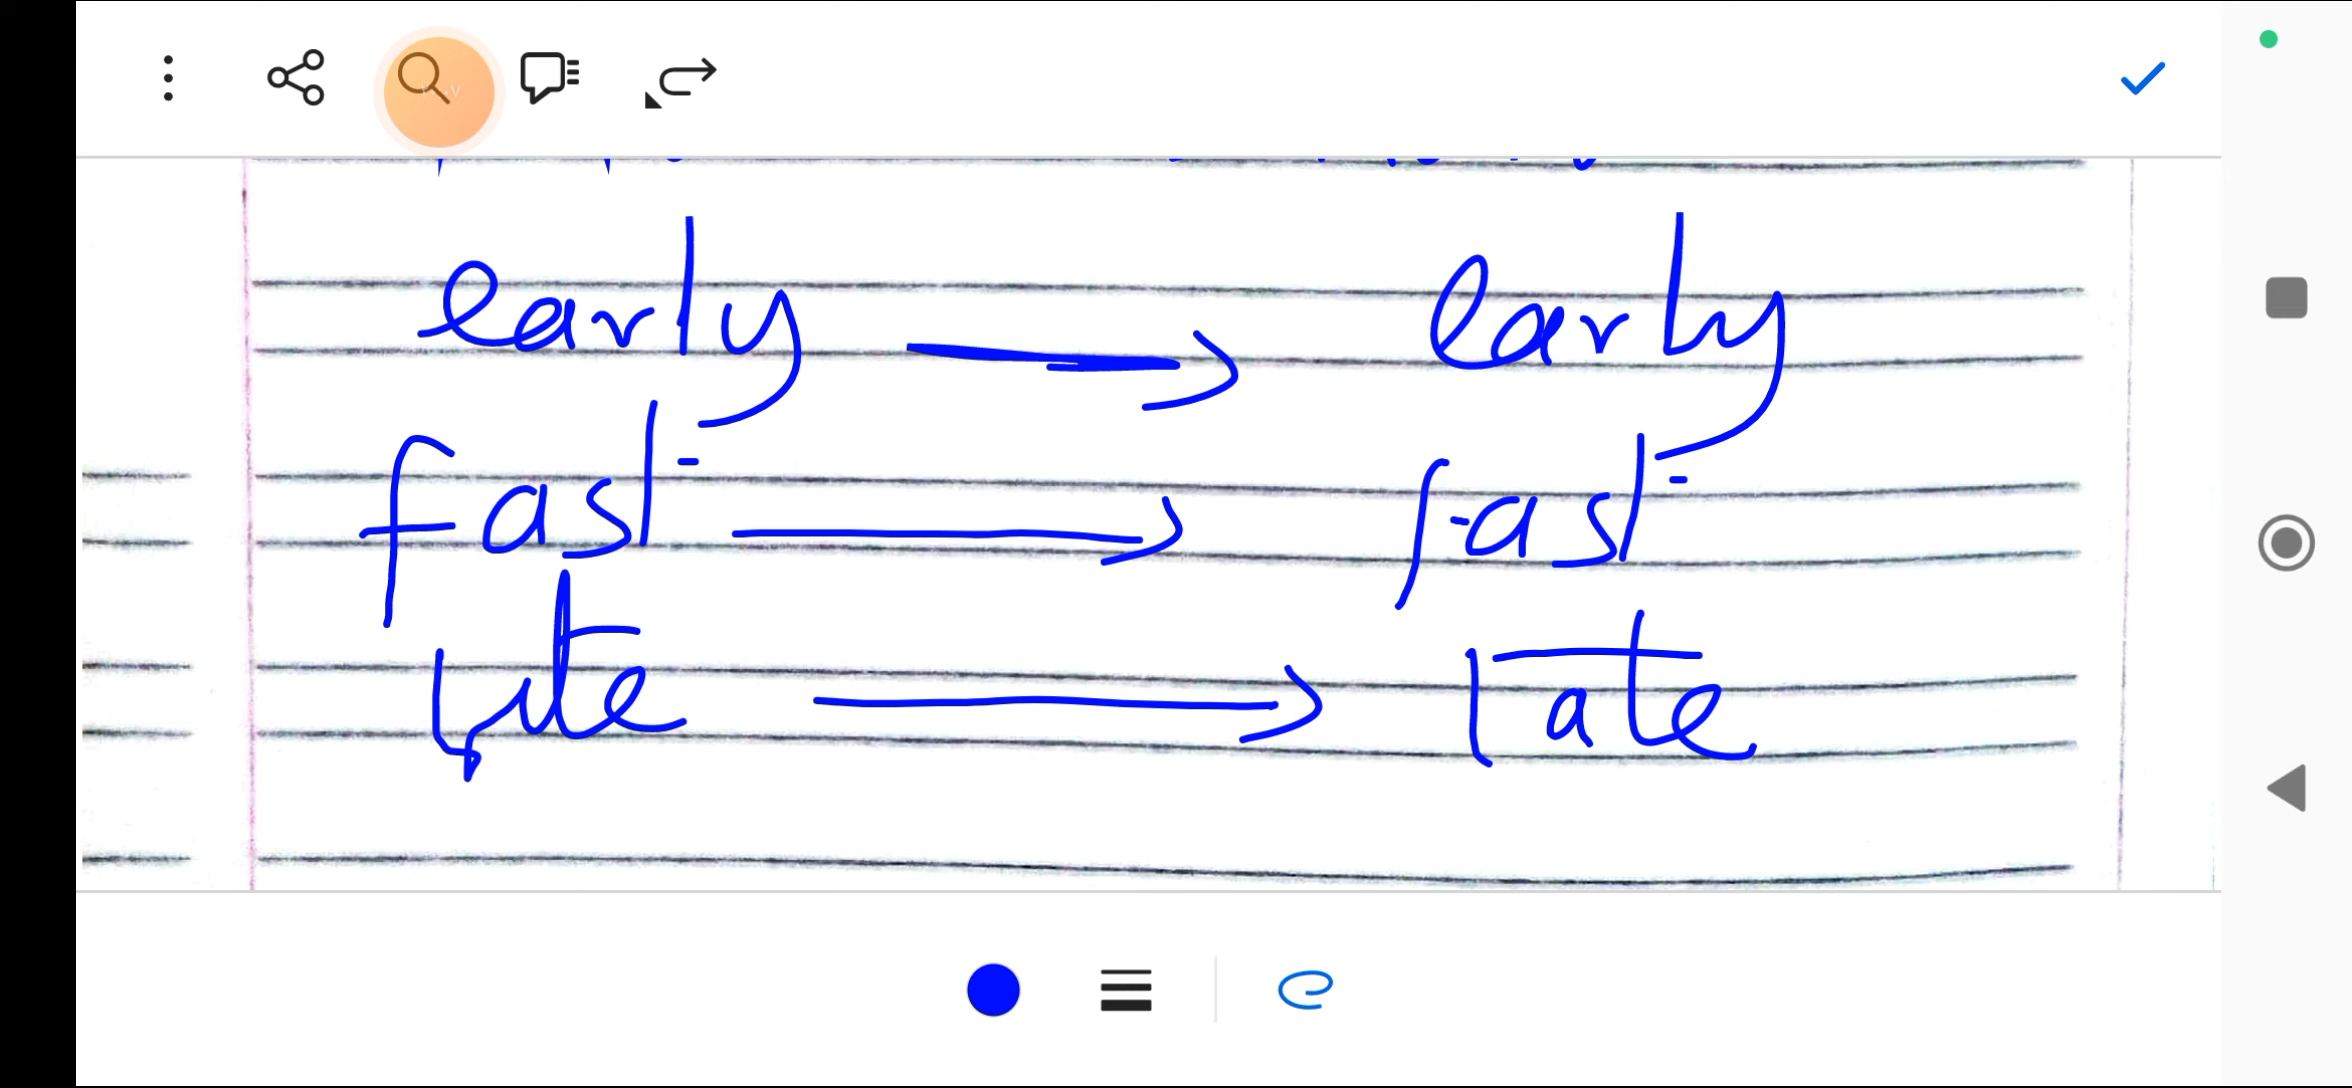 early → early
fast → fast
late → late